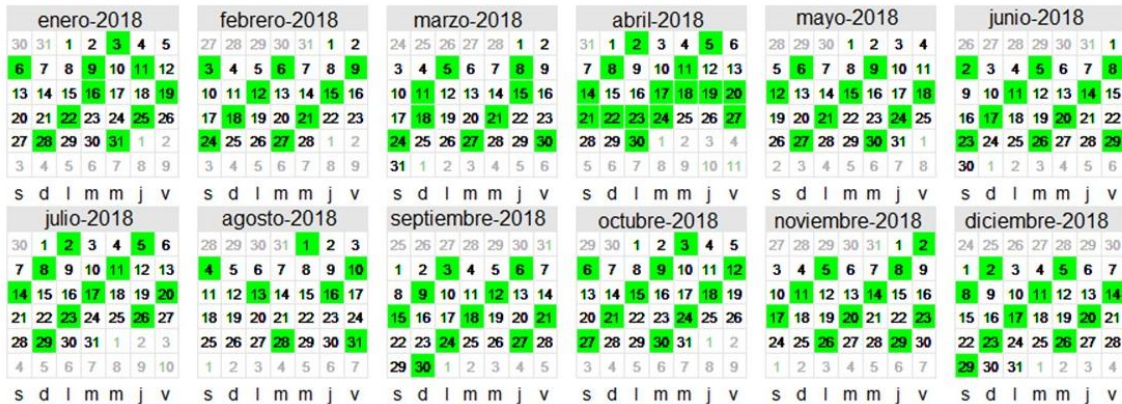 enero-2018 febrero-2018 marzo-2018 abril-2018 mayo-2018 junio-2018
30 31 1 2 3 4 5 27 28 29 30 31 1 2 24 25 26 27 28 1 2 31 1 2 3 4 5 6 28 29 30 1 2 3 4 26 27 28 29 30 31 1
6 7 8 9 10 11 12 3 4 5 6 7 8 9 3 4 5 6 7 8 9 7 8 9 10 11 12 13 5 6 7 8 9 10 11 2 3 4 5 6 7 8
13 14 15 16 17 18 19 10 11 12 13 14 15 16 10 11 12 13 14 15 16 14 15 16 17 18 19 20 12 13 14 15 16 17 18 9 10 11 12 13 14 15
20 21 22 23 24 25 26 17 18 19 20 21 22 23 17 18 19 20 21 22 23 21 22 23 24 25 26 27 19 20 21 22 23 24 25 16 17 18 19 20 21 22
27 28 29 30 31 1 2 24 25 26 27 28 1 2 24 25 26 27 28 29 30 28 29 30 1 2 3 4 26 27 28 29 30 31 1 23 24 25 26 27 28 29
3 4 5 6 7 8 9 3 4 5 6 7 8 9 31 1 2 3 4 5 6 5 6 7 8 9 10 11 2 3 4 5 6 7 8 30 1 2 3 4 5 6
s d l m m j v s d l m m j v s d l m m j v s d l m m j v s d l m m j v s d l m m j v
julio-2018 agosto-2018 septiembre-2018 octubre-2018 noviembre-2018 diciembre-2018
30 1 2 3 4 5 6 28 29 30 31 1 2 3 25 26 27 28 29 30 31 29 30 1 2 3 4 5 27 28 29 30 31 1 2 24 25 26 27 28 29 30
7 8 9 10 11 12 13 4 5 6 7 8 9 10 1 2 3 4 5 6 7 6 7 8 9 10 11 12 3 4 5 6 7 8 9 1 2 3 4 5 6 7
14 15 16 17 18 19 20 11 12 13 14 15 16 17 8 9 10 11 12 13 14 13 14 15 16 17 18 19 10 11 12 13 14 15 16 8 9 10 11 12 13 14
21 22 23 24 25 26 27 18 19 20 21 22 23 24 15 16 17 18 19 20 21 20 21 22 23 24 25 26 17 18 19 20 21 22 23 15 16 17 18 19 20 21
28 29 30 31 1 2 3 25 26 27 28 29 30 31 22 23 24 25 26 27 28 27 28 29 30 31 1 2 24 25 26 27 28 29 30 22 23 24 25 26 27 28
4 5 6 7 8 9 10 1 2 3 4 5 6 7 29 30 1 2 3 4 5 3 4 5 6 7 8 9 1 2 3 4 5 6 7 29 30 31 1 2 3 4
s d l m m j v s d l m m j v s d l m m j v s d l m m j v s d l m m j v s d l m m j v